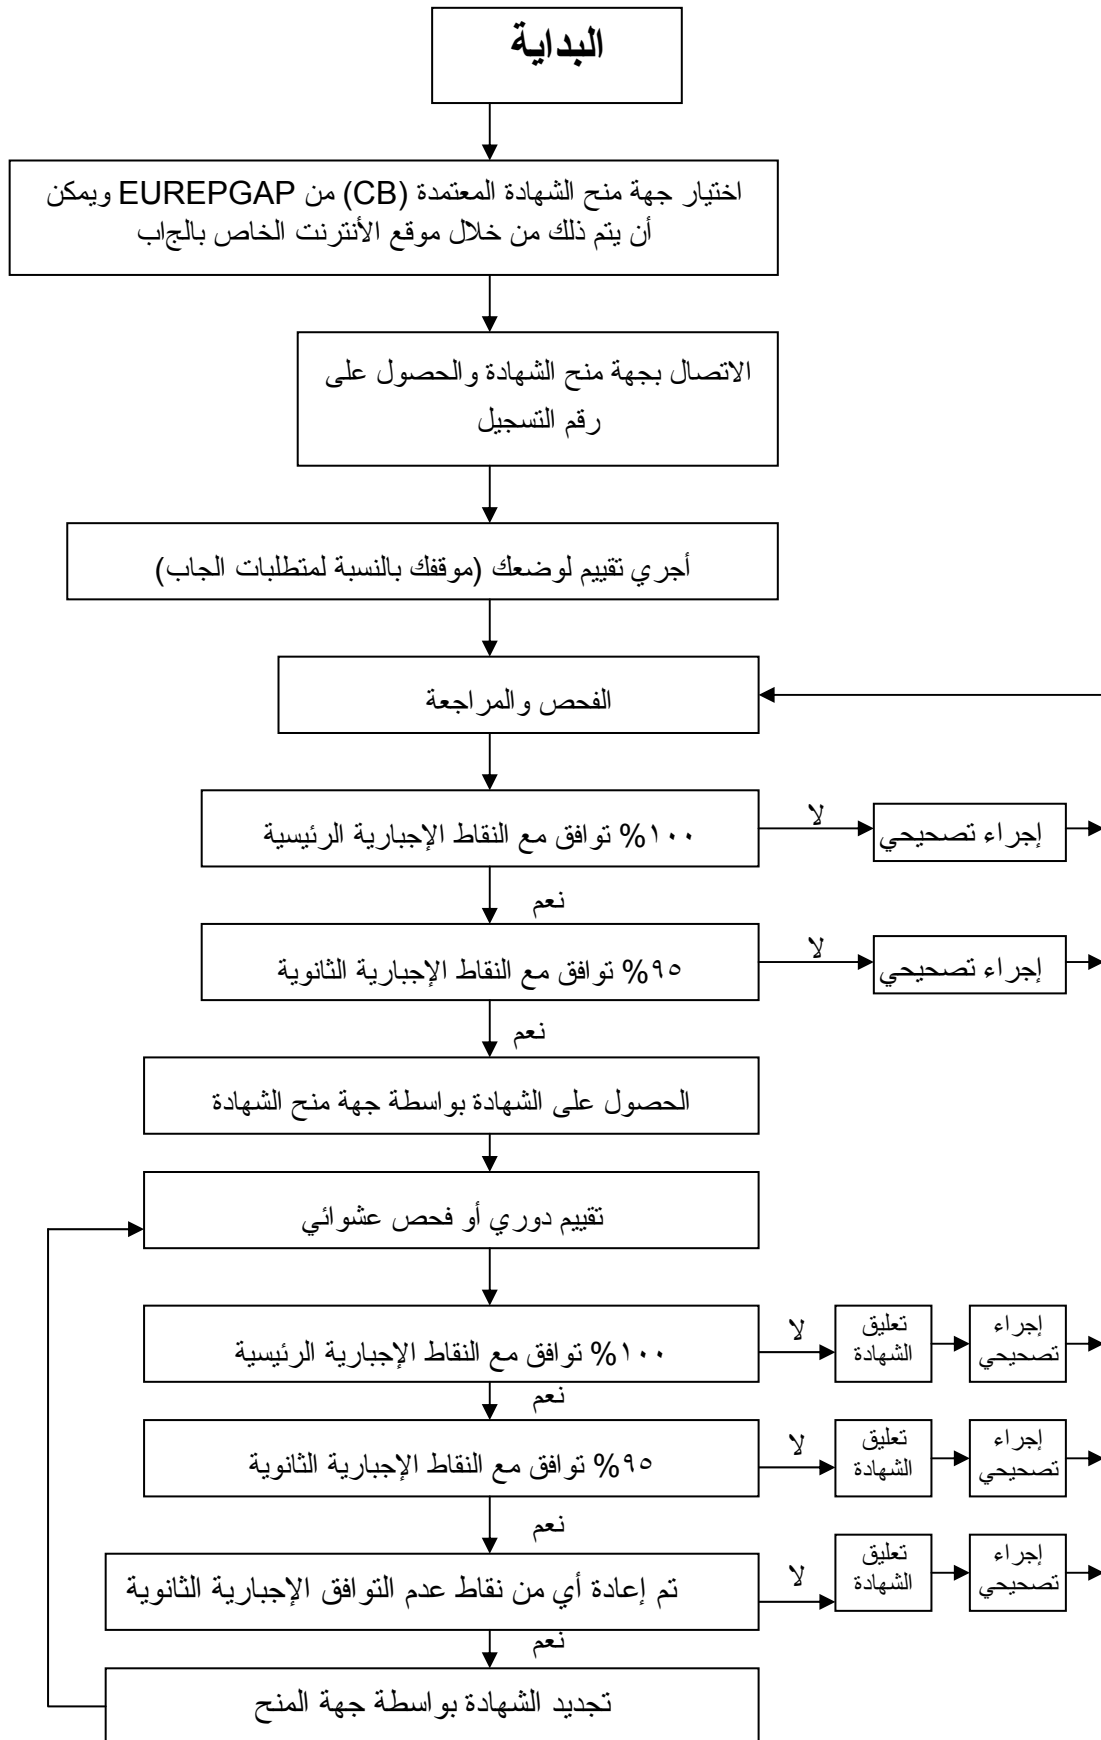 البداية
اختيار جهة منح الشهادة المعتمدة (CB) من EUREPGAP ويمكن
أن يتم ذلك من خلال موقع الأنترنت الخاص بالجاب
الاتصال بجهة منح الشهادة والحصول على
رقم التسجيل
أجري تقييم لوضعك (موقفك بالنسبة لمتطلبات الجاب)
الفحص والمراجعة
١٠٠% توافق مع النقاط الإجبارية الرئيسية
لا
إجراء تصحيحي
نعم
٩٥% توافق مع النقاط الإجبارية الثانوية
لا
إجراء تصحيحي
نعم
الحصول على الشهادة بواسطة جهة منح الشهادة
تقييم دوري أو فحص عشوائي
١٠٠% توافق مع النقاط الإجبارية الرئيسية
لا
تعليق
الشهادة
إجراء
تصحيحي
نعم
٩٥% توافق مع النقاط الإجبارية الثانوية
لا
تعليق
الشهادة
إجراء
تصحيحي
نعم
تم إعادة أي من نقاط عدم التوافق الإجبارية الثانوية
لا
تعليق
الشهادة
إجراء
تصحيحي
نعم
تجديد الشهادة بواسطة جهة المنح